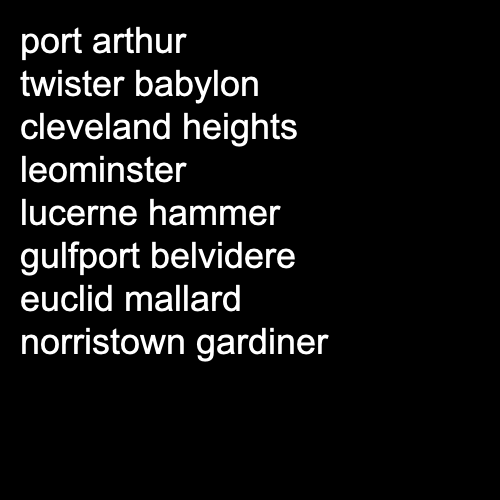 port arthur
twister babylon
cleveland heights
leominster
lucerne hammer
gulfport belvidere
euclid mallard
norristown gardiner